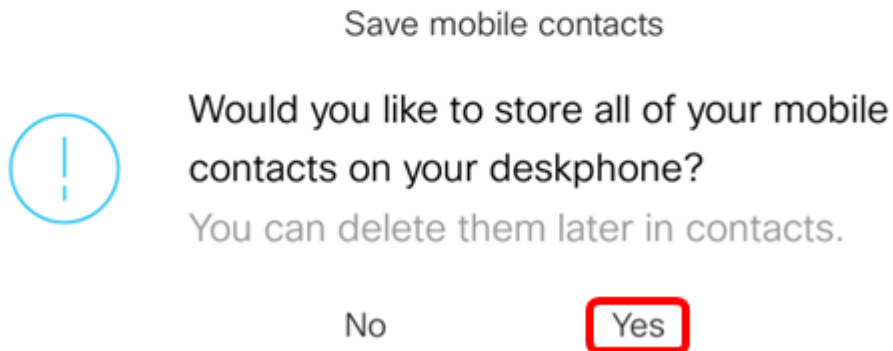 Save mobile contacts
Would you like to store all of your mobile
contacts on your deskphone?
You can delete them later in contacts.
No Yes